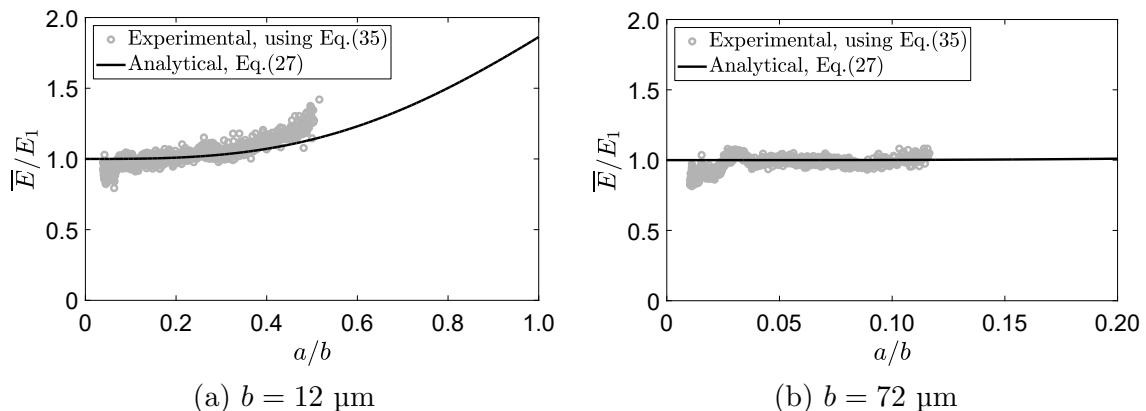 2.0
1.5
1.0
0.5
0
E̅/E₁
Experimental, using Eq.(35)
Analytical, Eq.(27)
0 0.2 0.4 0.6 0.8 1.0
a/b
(a) b = 12 μm
2.0
1.5
1.0
0.5
0
E̅/E₁
Experimental, using Eq.(35)
Analytical, Eq.(27)
0 0.05 0.10 0.15 0.20
a/b
(b) b = 72 μm